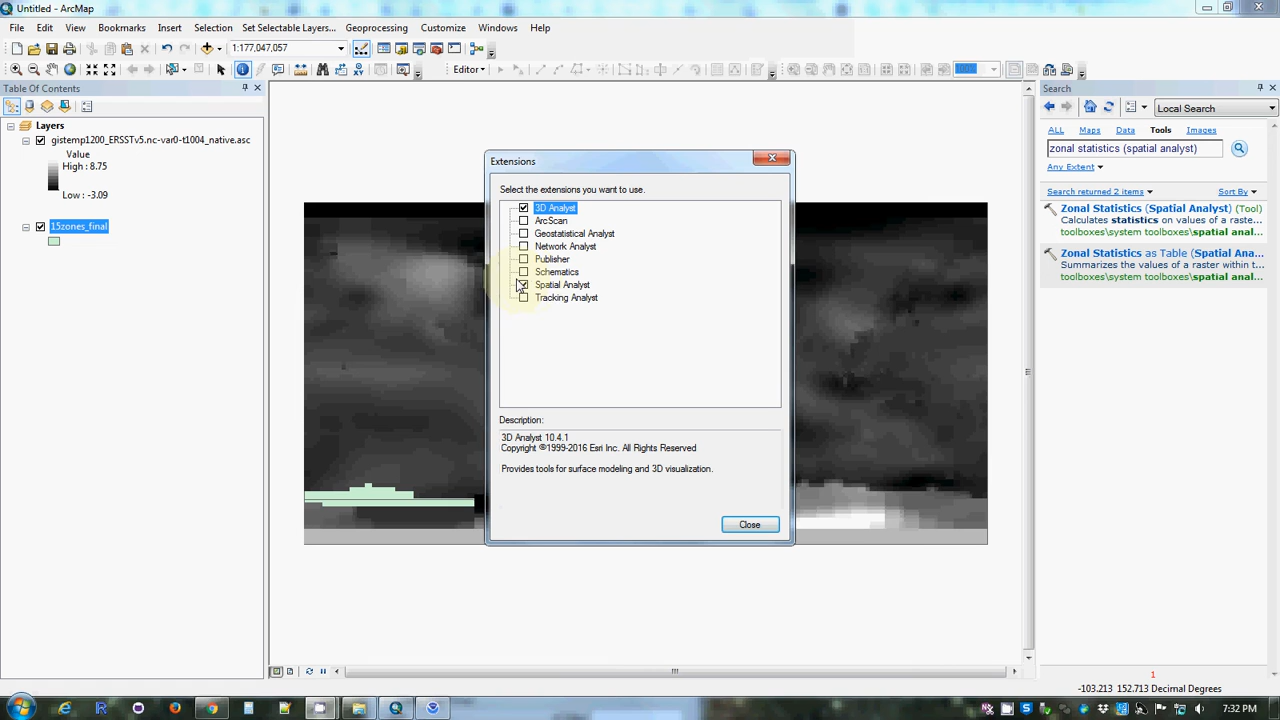 Untitled - ArcMap
File Edit View Bookmarks Insert Selection Set Selectable Layers... Geoprocessing Customize Windows Help
1:177,047,057
Editor
Table Of Contents
Layers
gistemp1200_ERSSTv5.nc-var0-t1004_native.asc
Value
High : 8.75
Low : -3.09
15zones_final
Extensions
Select the extensions you want to use.
3D Analyst
ArcScan
Geostatistical Analyst
Network Analyst
Publisher
Schematics
Spatial Analyst
Tracking Analyst
Description:
3D Analyst 10.4.1
Copyright ©1999-2016 Esri Inc. All Rights Reserved
Provides tools for surface modeling and 3D visualization.
Close
Search
Local Search
ALL Maps Data Tools Images
zonal statistics (spatial analyst)
Any Extent
Search returned 2 items Sort By
Zonal Statistics (Spatial Analyst) (Tool)
Calculates statistics on values of a raste...
toolboxes\system toolboxes\spatial anal...
Zonal Statistics as Table (Spatial Ana...
Summarizes the values of a raster within t...
toolboxes\system toolboxes\spatial anal...
1
-103.213 152.713 Decimal Degrees
7:32 PM